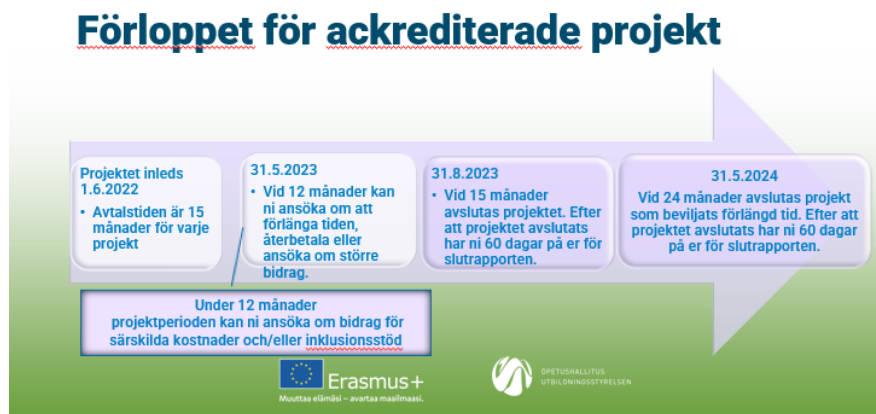 Förloppet för ackrediterade projekt
Projektet inleds
1.6.2022
• Avtalstiden är 15
månader för varje
projekt
31.5.2023
• Vid 12 månader kan
ni ansöka om att
förlänga tiden,
återbetala eller
ansöka om större
bidrag.
31.8.2023
• Vid 15 månader
avslutas projektet. Efter
att projektet avslutats
har ni 60 dagar på er för
slutrapporten.
31.5.2024
Vid 24 månader avslutas projekt
som beviljats förlängd tid. Efter att
projektet avslutats har ni 60 dagar
på er för slutrapporten.
Under 12 månader
projektperioden kan ni ansöka om bidrag för
särskilda kostnader och/eller inklusionsstöd
Erasmus+
Muuttaa elämäsi – avartaa maailmaasi.
OPETUSHALLITUS
UTBILDNINGSSTYRELSEN